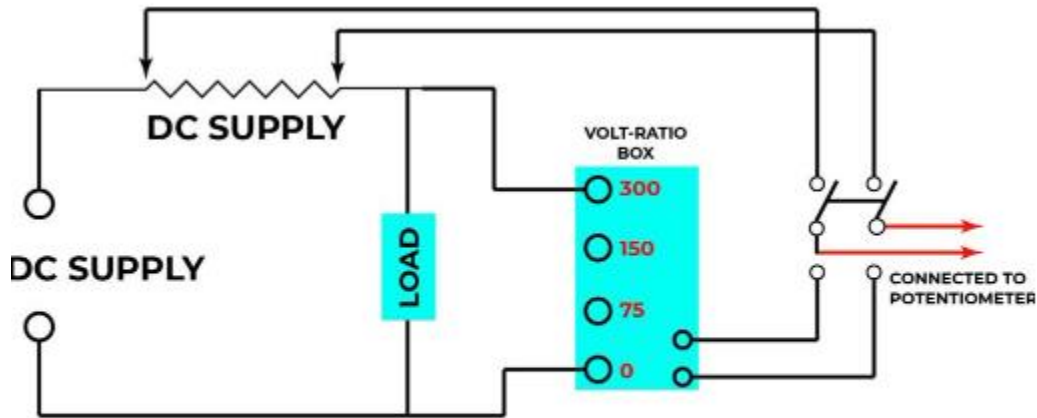 DC SUPPLY
VOLT-RATIO
BOX
300
150
75
0
LOAD
DC SUPPLY
CONNECTED TO
POTENTIOMETER